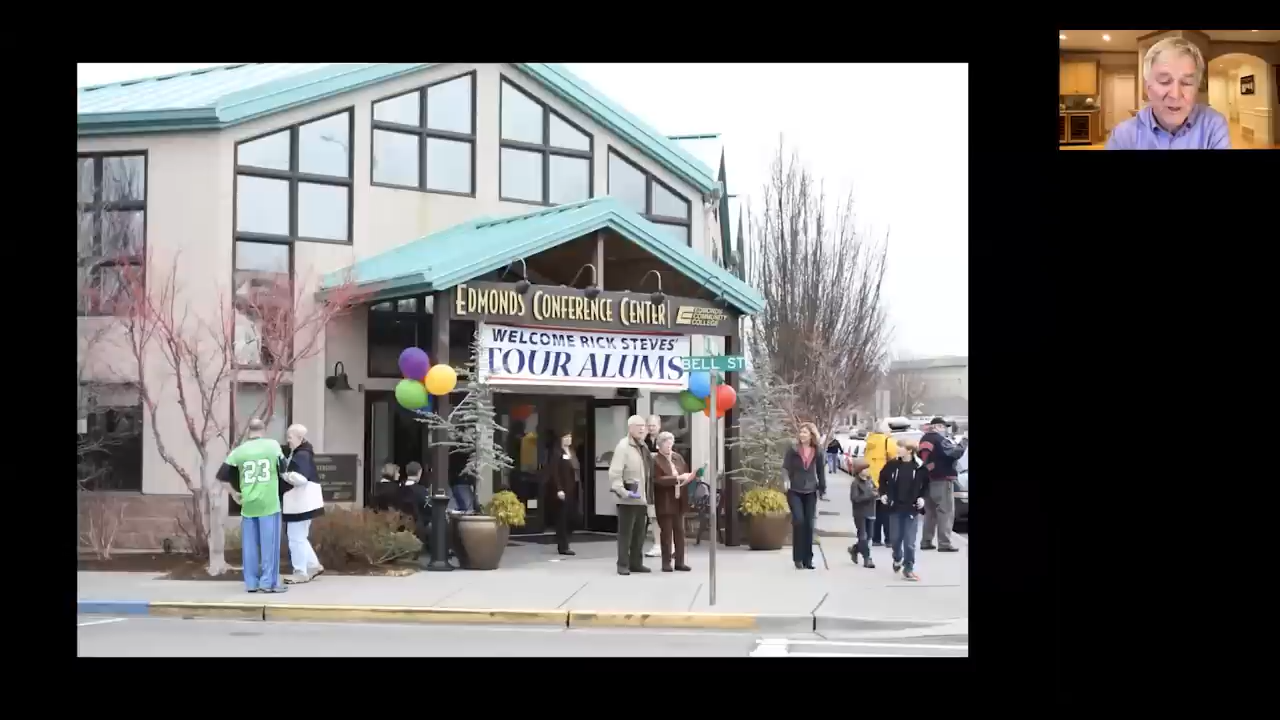 EDMONDS CONFERENCE CENTER
EDMONDS
COMMUNITY
COLLEGE
WELCOME RICK STEVES'
TOUR ALUMS
BELL ST
23